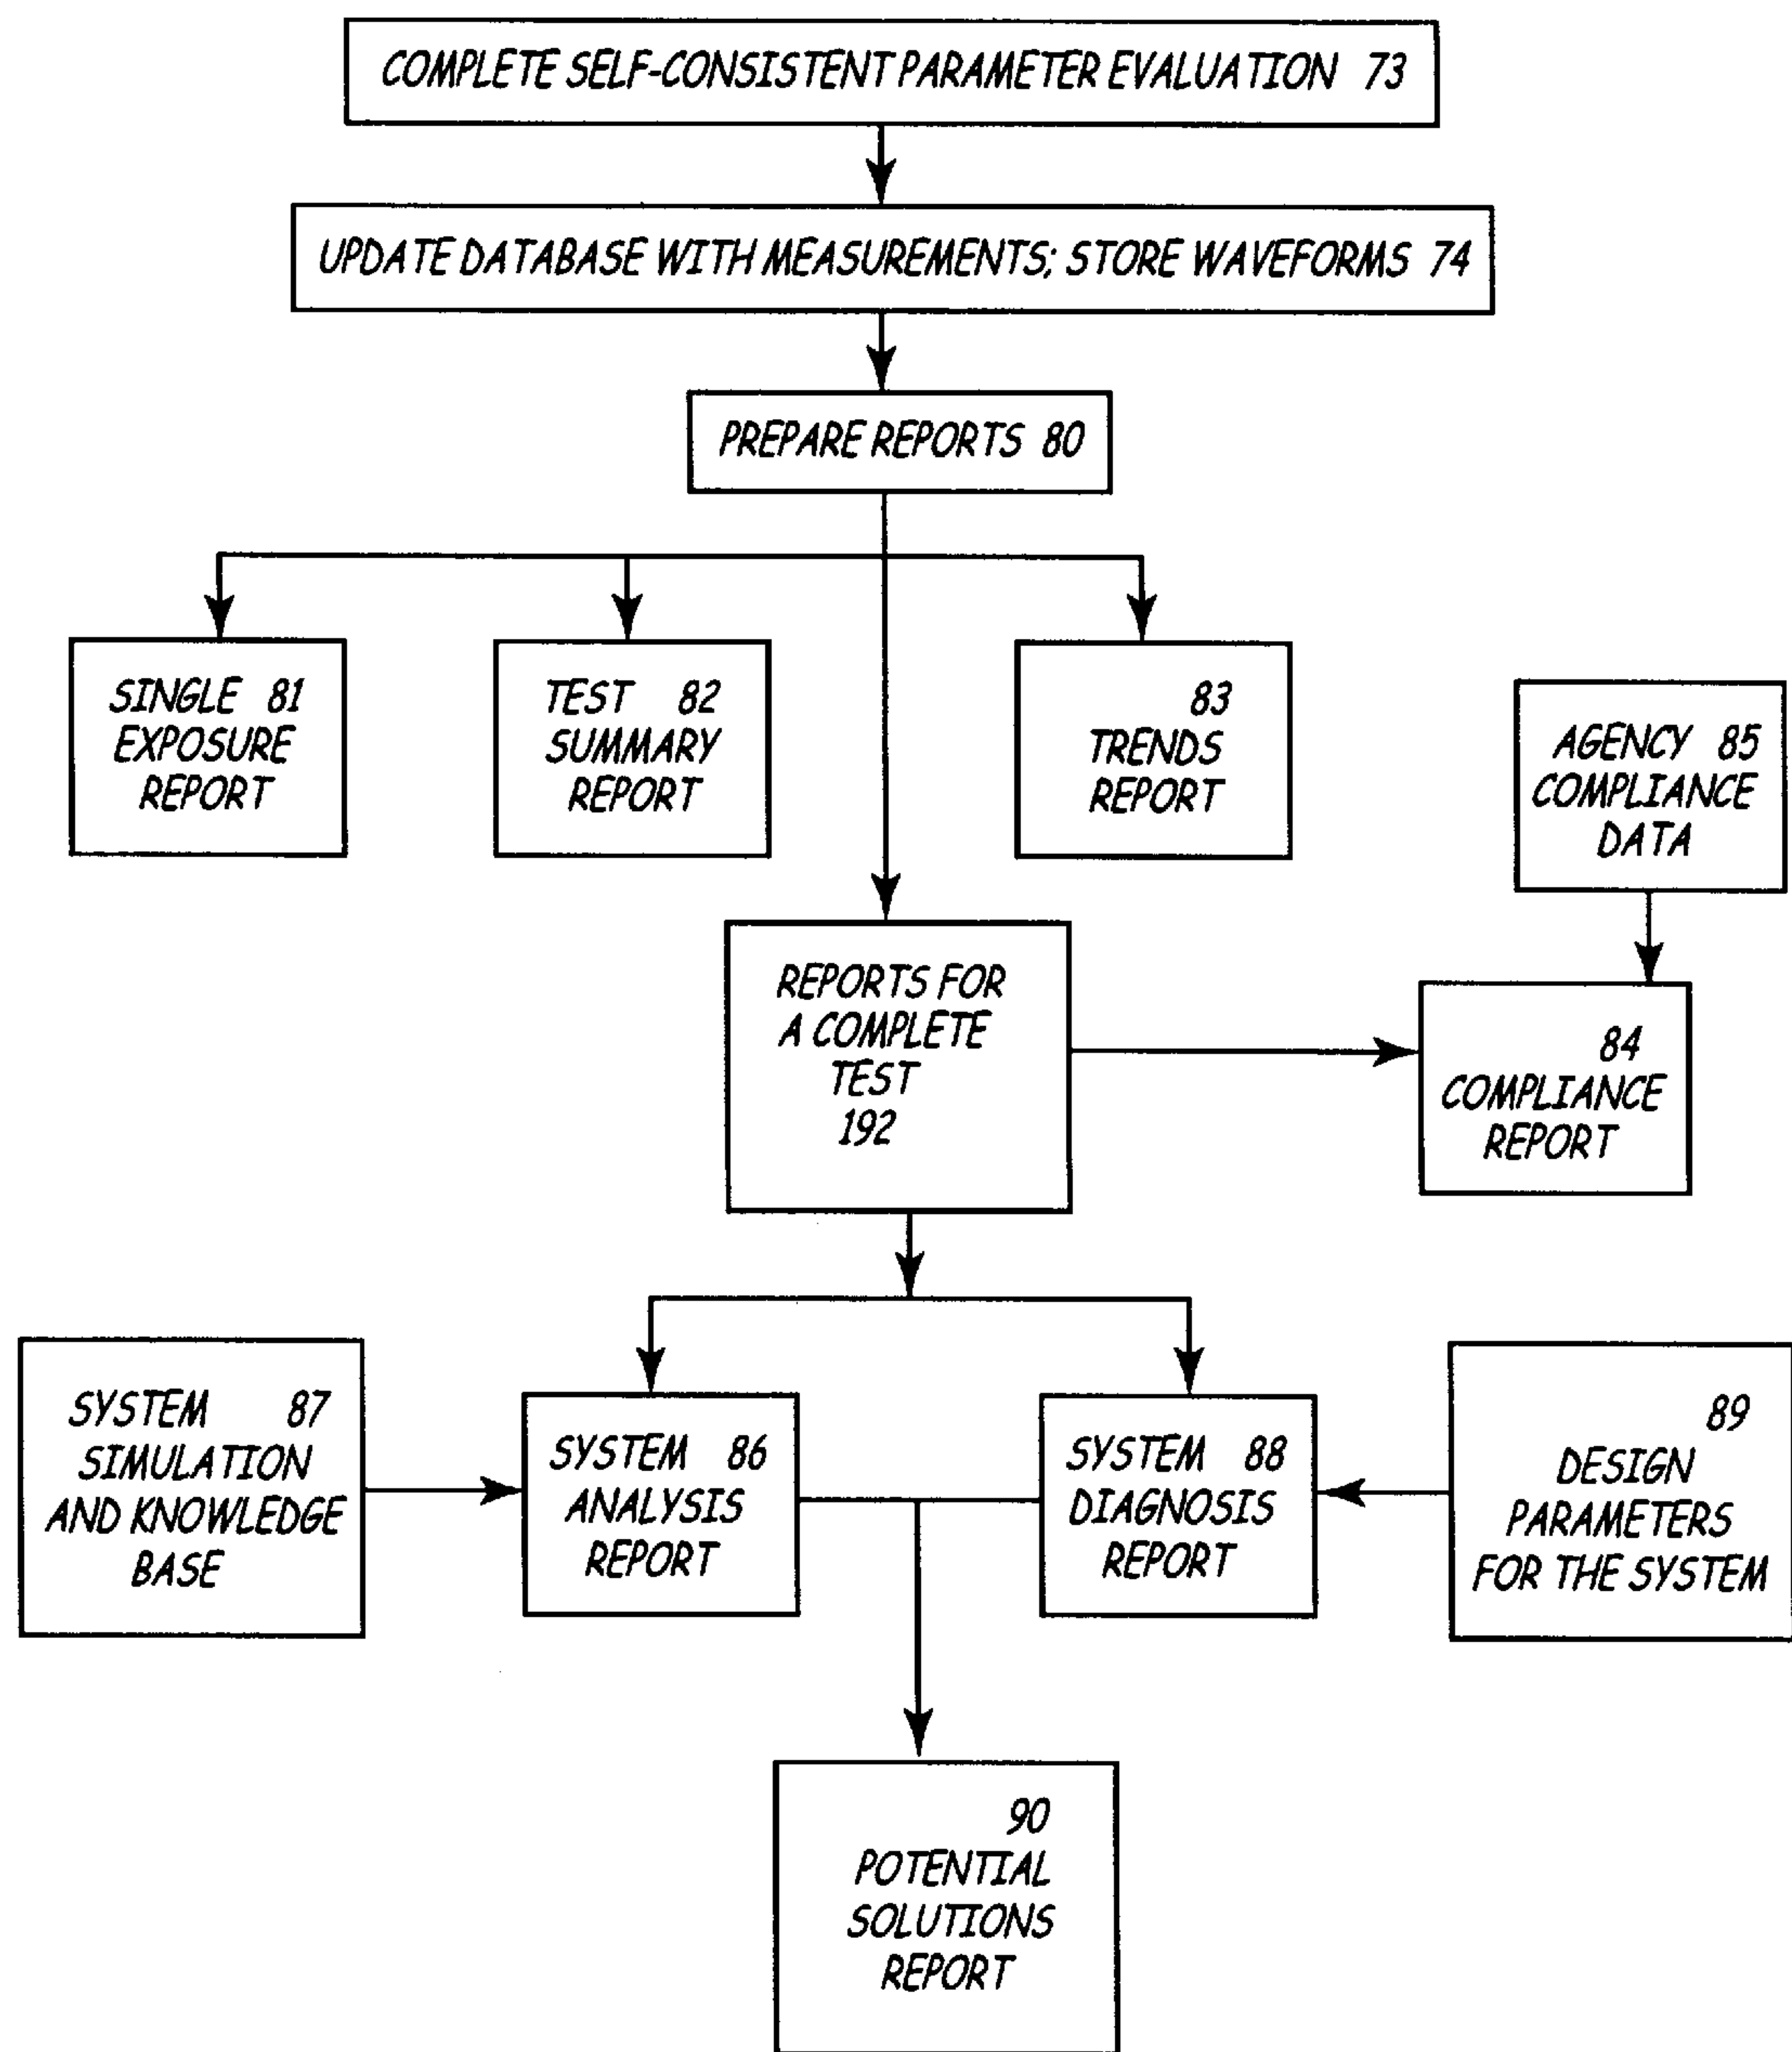 COMPLETE SELF-CONSISTENT PARAMETER EVALUATION 73
UPDATE DATABASE WITH MEASUREMENTS; STORE WAVEFORMS 74
PREPARE REPORTS 80
SINGLE 81
EXPOSURE
REPORT
TEST 82
SUMMARY
REPORT
83
TRENDS
REPORT
AGENCY 85
COMPLIANCE
DATA
REPORTS FOR
A COMPLETE
TEST
192
84
COMPLIANCE
REPORT
SYSTEM 87
SIMULATION
AND KNOWLEDGE
BASE
SYSTEM 86
ANALYSIS
REPORT
SYSTEM 88
DIAGNOSIS
REPORT
89
DESIGN
PARAMETERS
FOR THE SYSTEM
90
POTENTIAL
SOLUTIONS
REPORT